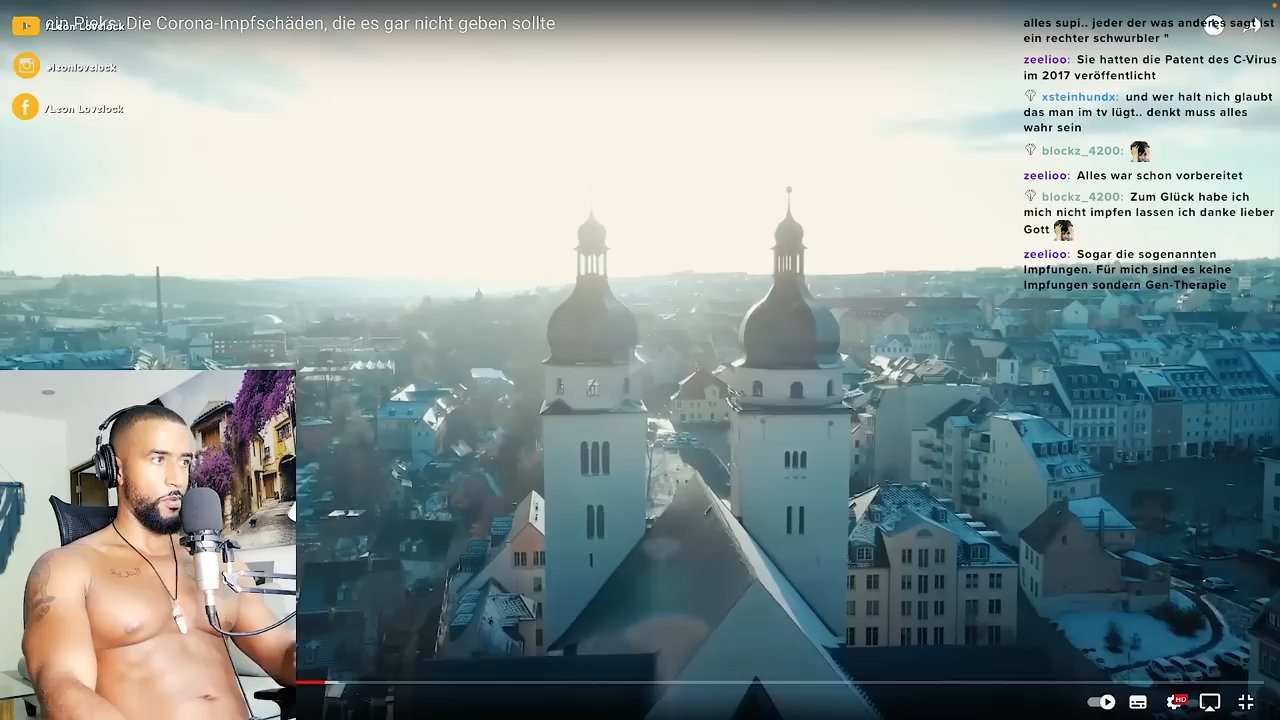 ein Pieks: Die Corona-Impfschäden, die es gar nicht geben sollte
/Leon Lovelock
leonlovelock
/Leon Lovelock
alles supi.. jeder der was anderes sagt ist
ein rechter schwurbler "
zeelioo: Sie hatten die Patent des C-Virus
im 2017 veröffentlicht
xsteinhundx: und wer halt nich glaubt
das man im tv lügt.. denkt muss alles
wahr sein
blockz_4200:
zeelioo: Alles war schon vorbereitet
blockz_4200: Zum Glück habe ich
mich nicht impfen lassen ich danke lieber
Gott
zeelioo: Sogar die sogenannten
Impfungen. Für mich sind es keine
Impfungen sondern Gen-Therapie
الحرية
HD